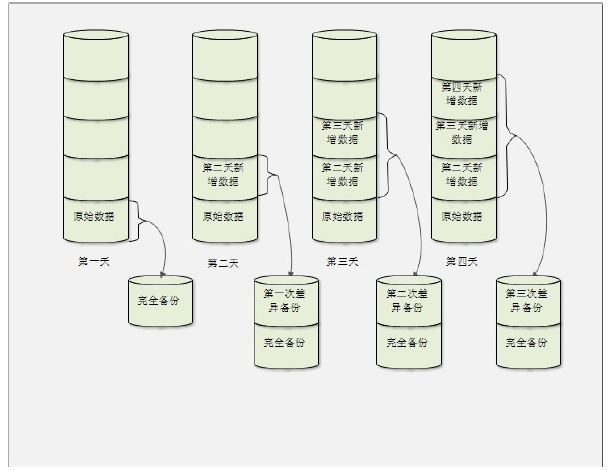 第四天新
增数据
第三天新
增数据
第三天新增
数据
第二天新
增数据
第二天新
增数据
第二天新
增数据
原始数据
原始数据
原始数据
原始数据
第一天
第二天
第三天
第四天
完全备份
第一次差
异备份
第二次差
异备份
第三次差
异备份
完全备份
完全备份
完全备份